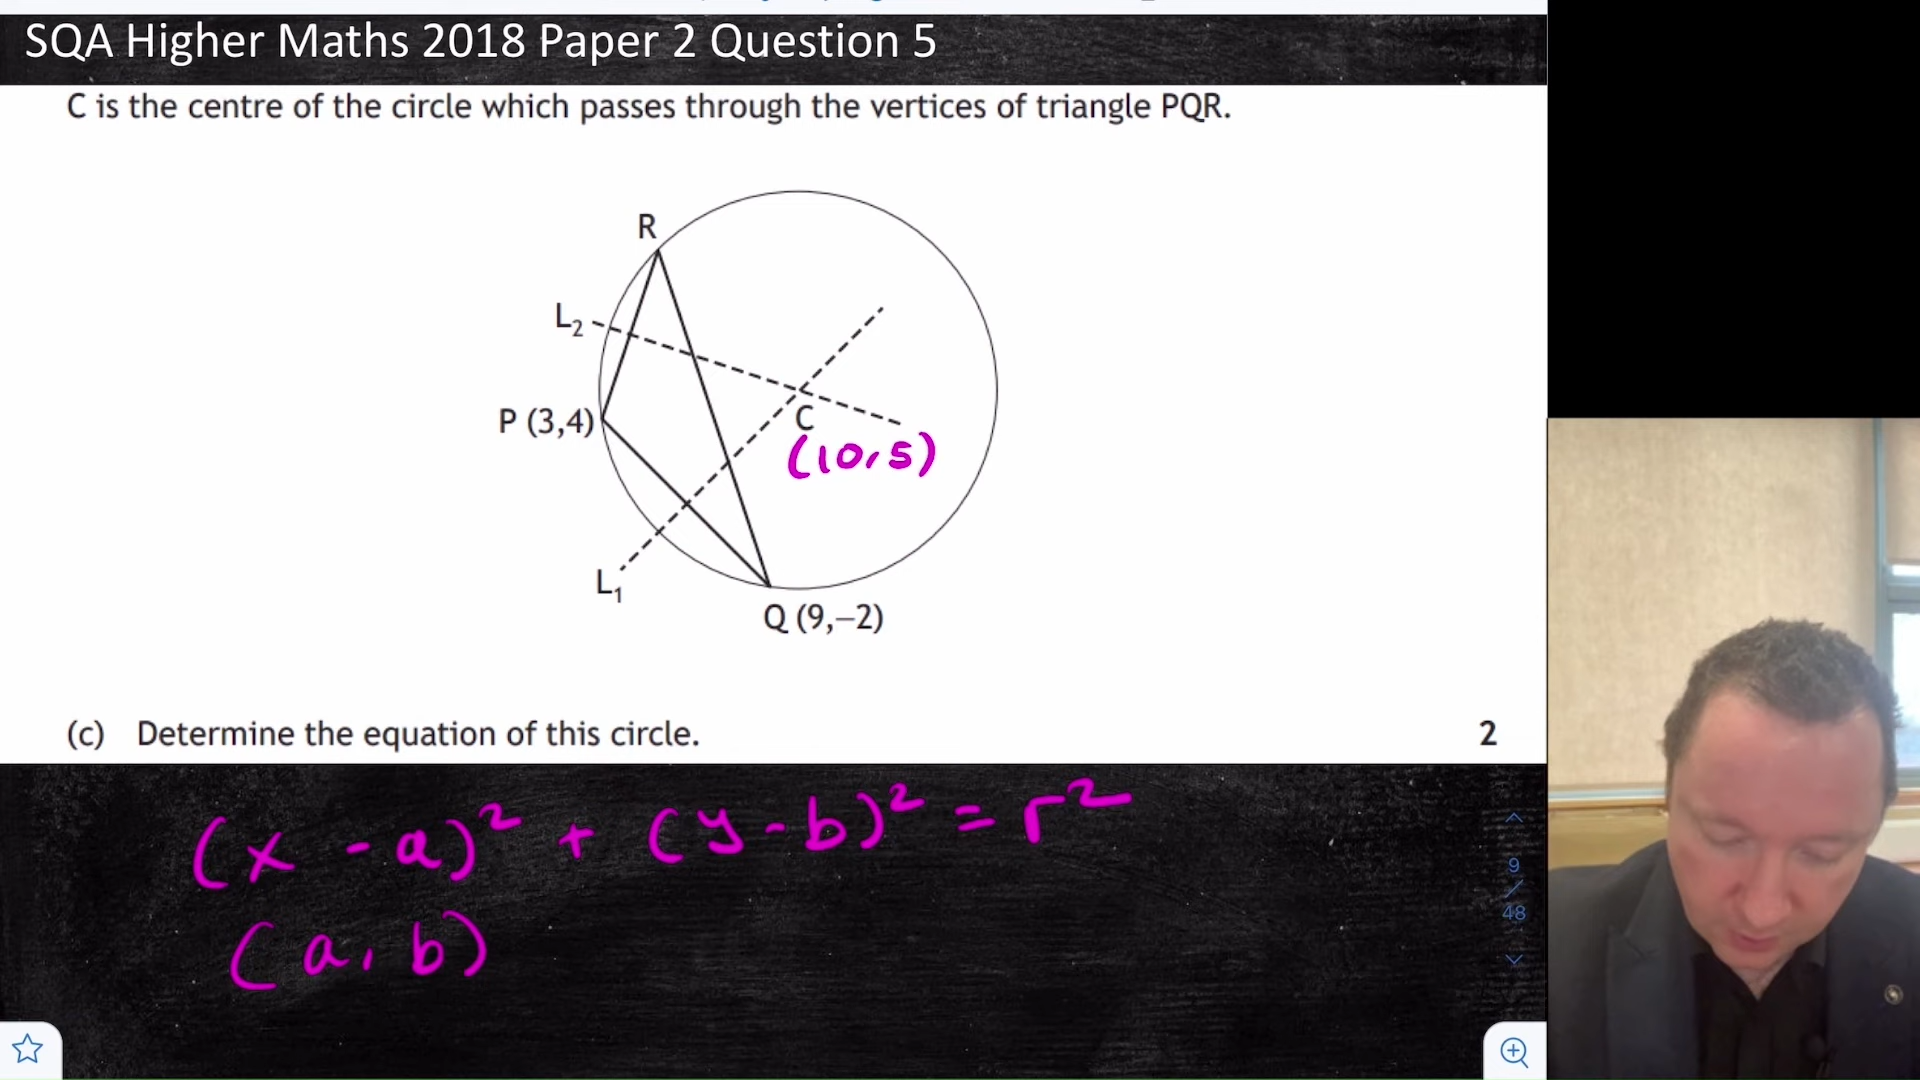 SQA Higher Maths 2018 Paper 2 Question 5
C is the centre of the circle which passes through the vertices of triangle PQR.
R
L₂
P (3,4)
C
(10,5)
L₁
Q (9,−2)
(c) Determine the equation of this circle. 2
(x - a)² + (y - b)² = r²
(a, b)
9
/
48